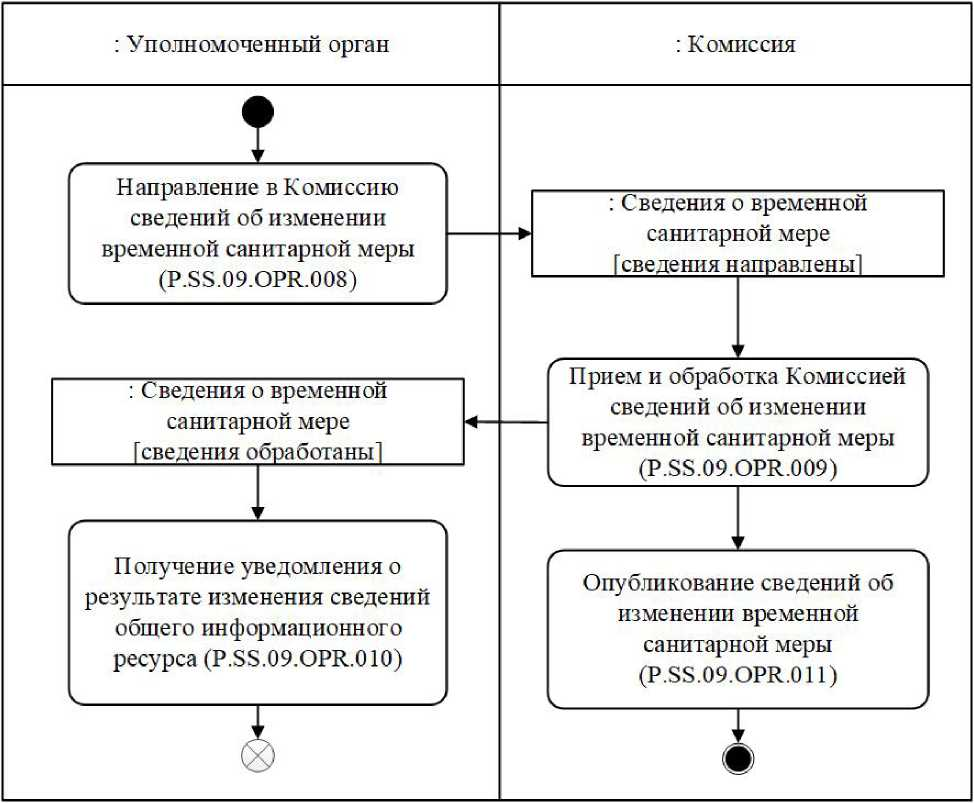 : Уполномоченный орган
: Комиссия
Направление в Комиссию
сведений об изменении
временной санитарной меры
(P.SS.09.OPR.008)
: Сведения о временной
санитарной мере
[сведения направлены]
Прием и обработка Комиссией
сведений об изменении
временной санитарной меры
(P.SS.09.OPR.009)
: Сведения о временной
санитарной мере
[сведения обработаны]
Получение уведомления о
результате изменения сведений
общего информационного
ресурса (P.SS.09.OPR.010)
Опубликование сведений об
изменении временной
санитарной меры
(P.SS.09.OPR.011)